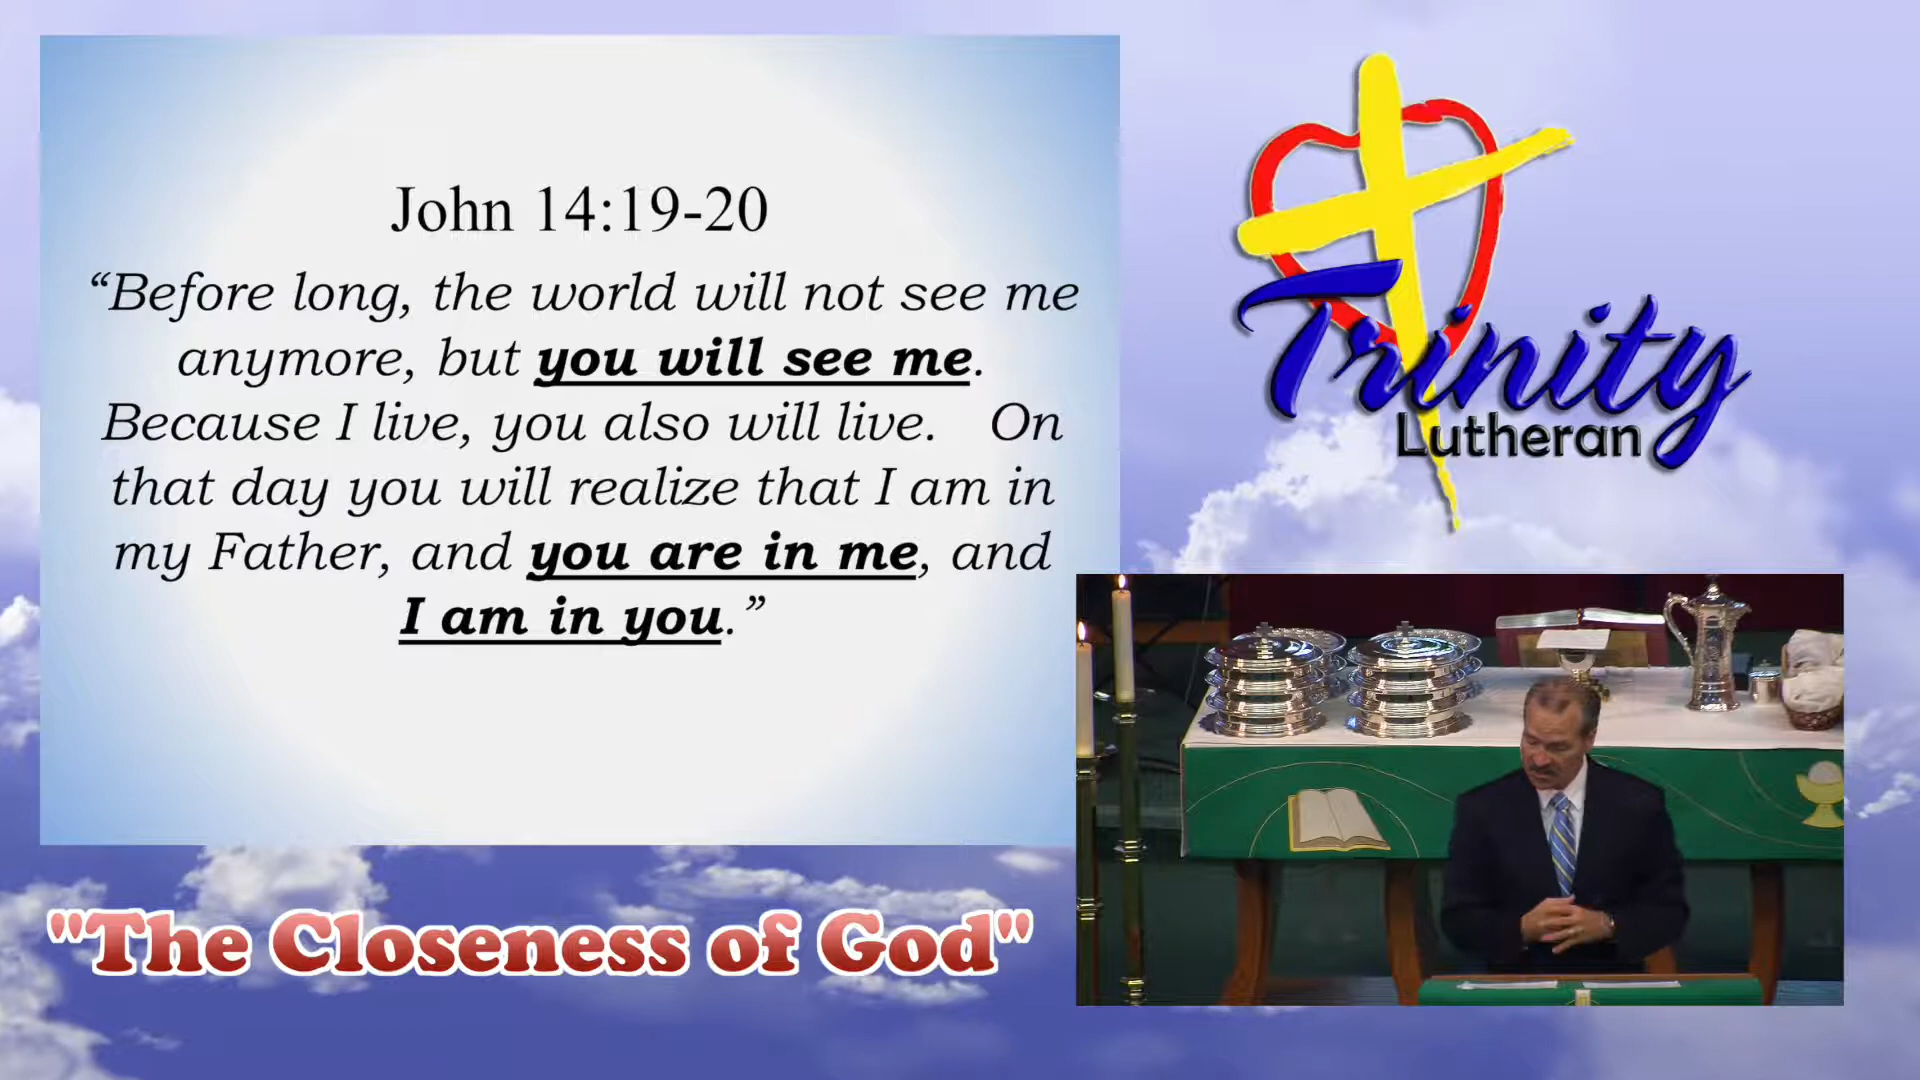 John 14:19-20
“Before long, the world will not see me
anymore, but you will see me.
Because I live, you also will live.   On
that day you will realize that I am in
my Father, and you are in me, and
I am in you.”
Trinity
Lutheran
"The Closeness of God"